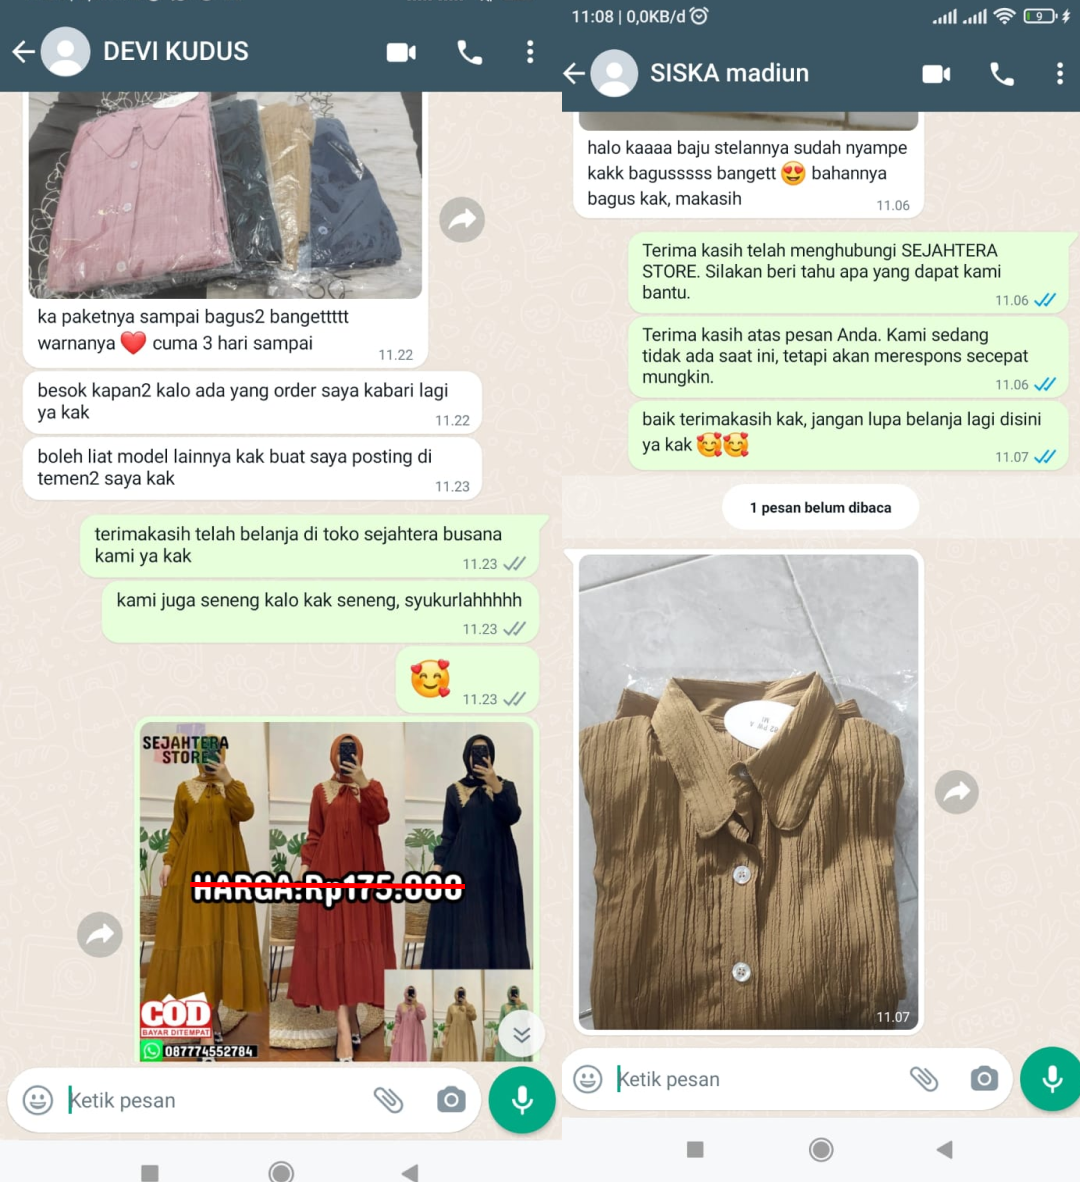 DEVI KUDUS
ka paketnya sampai bagus2 bangettttt
warnanya ❤️ cuma 3 hari sampai
11.22
besok kapan2 kalo ada yang order saya kabari lagi
ya kak
11.22
boleh liat model lainnya kak buat saya posting di
temen2 saya kak
11.23
terimakasih telah belanja di toko sejahtera busana
kami ya kak
11.23
kami juga seneng kalo kak seneng, syukurlahhhhh
11.23
🥰
11.23
SEJAHTERA
STORE
HARGA:Rp175.000
COD
BAYAR DITEMPAT
087774552784
Ketik pesan
11:08 | 0,0KB/d
9
SISKA madiun
halo kaaaa baju stelannya sudah nyampe
kakk bagusssss bangett 😍 bahannya
bagus kak, makasih
11.06
Terima kasih telah menghubungi SEJAHTERA
STORE. Silakan beri tahu apa yang dapat kami
bantu.
11.06
Terima kasih atas pesan Anda. Kami sedang
tidak ada saat ini, tetapi akan merespons secepat
mungkin.
11.06
baik terimakasih kak, jangan lupa belanja lagi disini
ya kak 🥰🥰
11.07
1 pesan belum dibaca
11.07
Ketik pesan